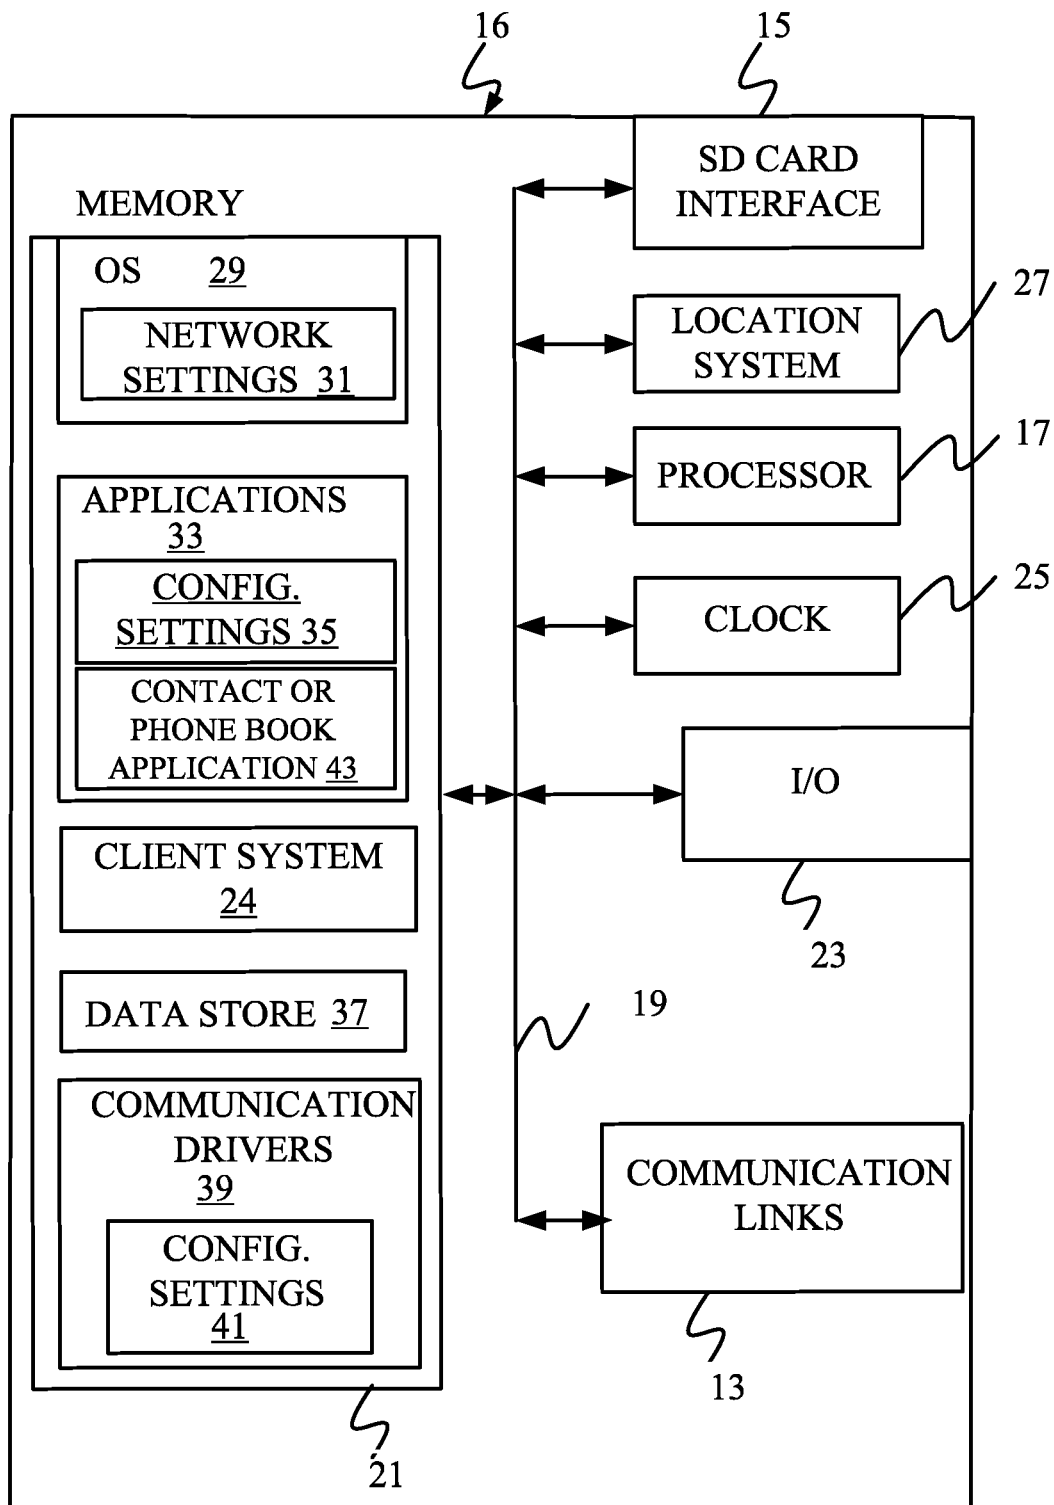 16
15
SD CARD
INTERFACE
MEMORY
OS 29
NETWORK
SETTINGS 31
27
LOCATION
SYSTEM
17
PROCESSOR
APPLICATIONS
33
CONFIG.
SETTINGS 35
25
CLOCK
CONTACT OR
PHONE BOOK
APPLICATION 43
I/O
CLIENT SYSTEM
24
23
DATA STORE 37
19
COMMUNICATION
DRIVERS
39
CONFIG.
SETTINGS
41
COMMUNICATION
LINKS
13
21